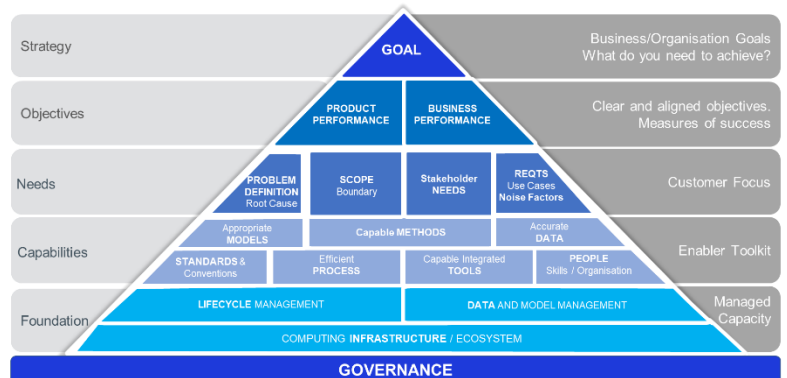 Strategy
GOAL
Business/Organisation Goals
What do you need to achieve?
Objectives
PRODUCT
PERFORMANCE
BUSINESS
PERFORMANCE
Clear and aligned objectives.
Measures of success
Needs
PROBLEM
DEFINITION
Root Cause
SCOPE
Boundary
Stakeholder
NEEDS
REQTS
Use Cases
Noise Factors
Customer Focus
Capabilities
Appropriate
MODELS
Capable METHODS
Accurate
DATA
STANDARDS &
Conventions
Efficient
PROCESS
Capable Integrated
TOOLS
PEOPLE
Skills / Organisation
Enabler Toolkit
Foundation
LIFECYCLE MANAGEMENT
DATA AND MODEL MANAGEMENT
COMPUTING INFRASTRUCTURE / ECOSYSTEM
Managed
Capacity
GOVERNANCE